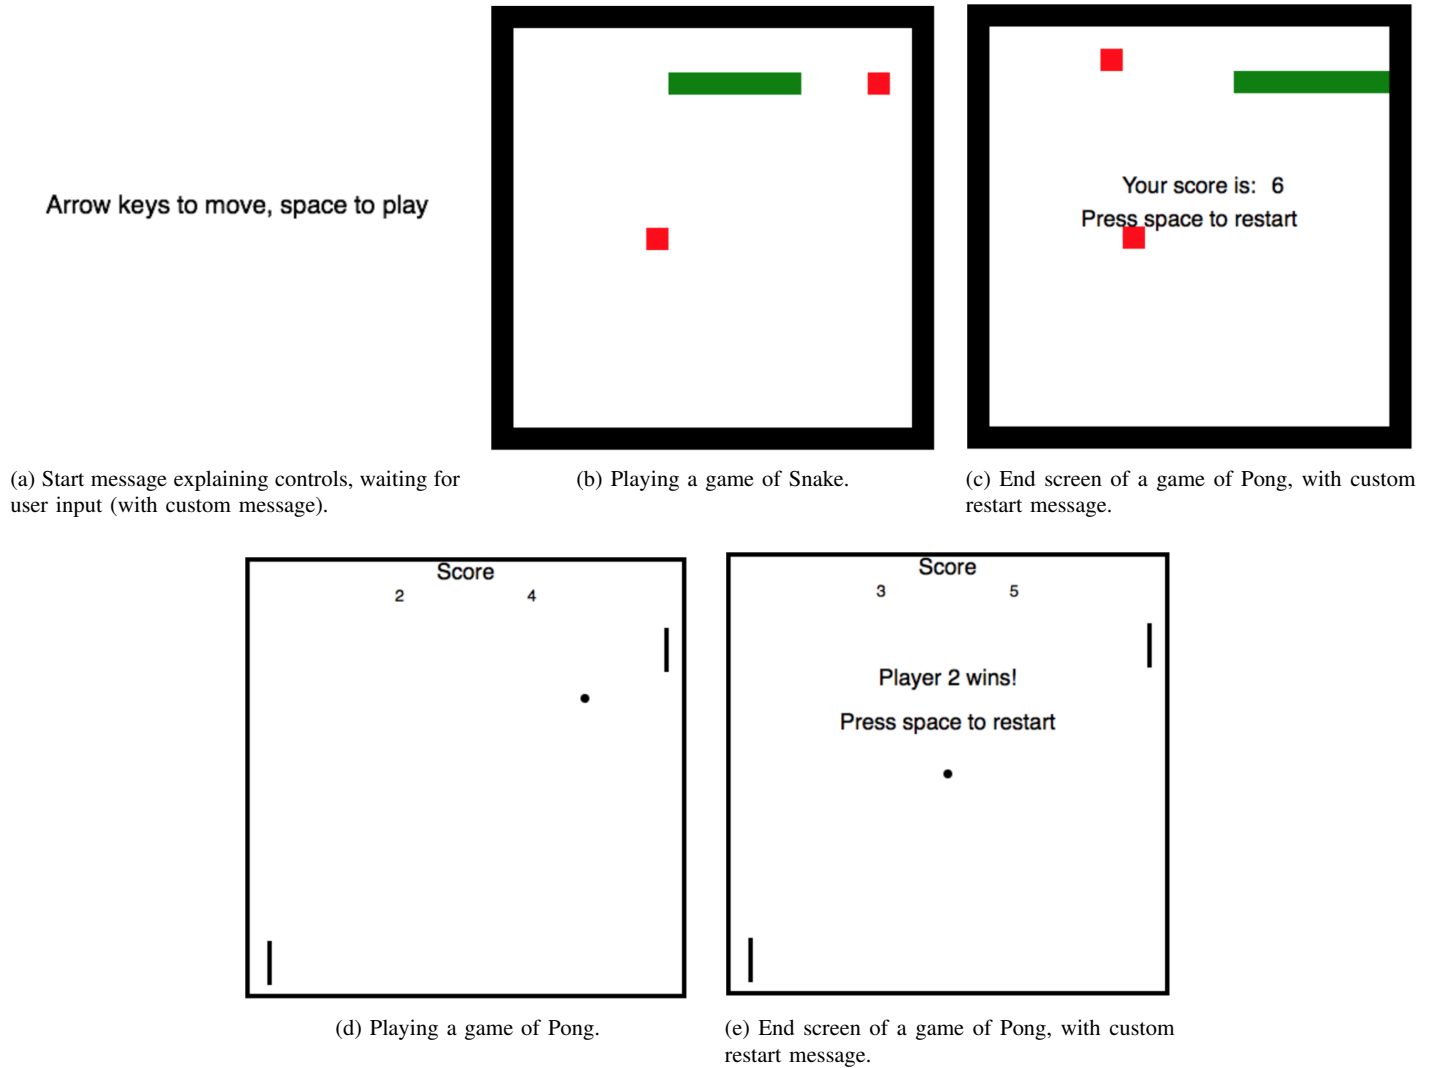 Arrow keys to move, space to play
Your score is: 6
Press space to restart
(a) Start message explaining controls, waiting for
user input (with custom message).
(b) Playing a game of Snake.
(c) End screen of a game of Pong, with custom
restart message.
Score
2 4
Score
3 5
Player 2 wins!
Press space to restart
(d) Playing a game of Pong.
(e) End screen of a game of Pong, with custom
restart message.